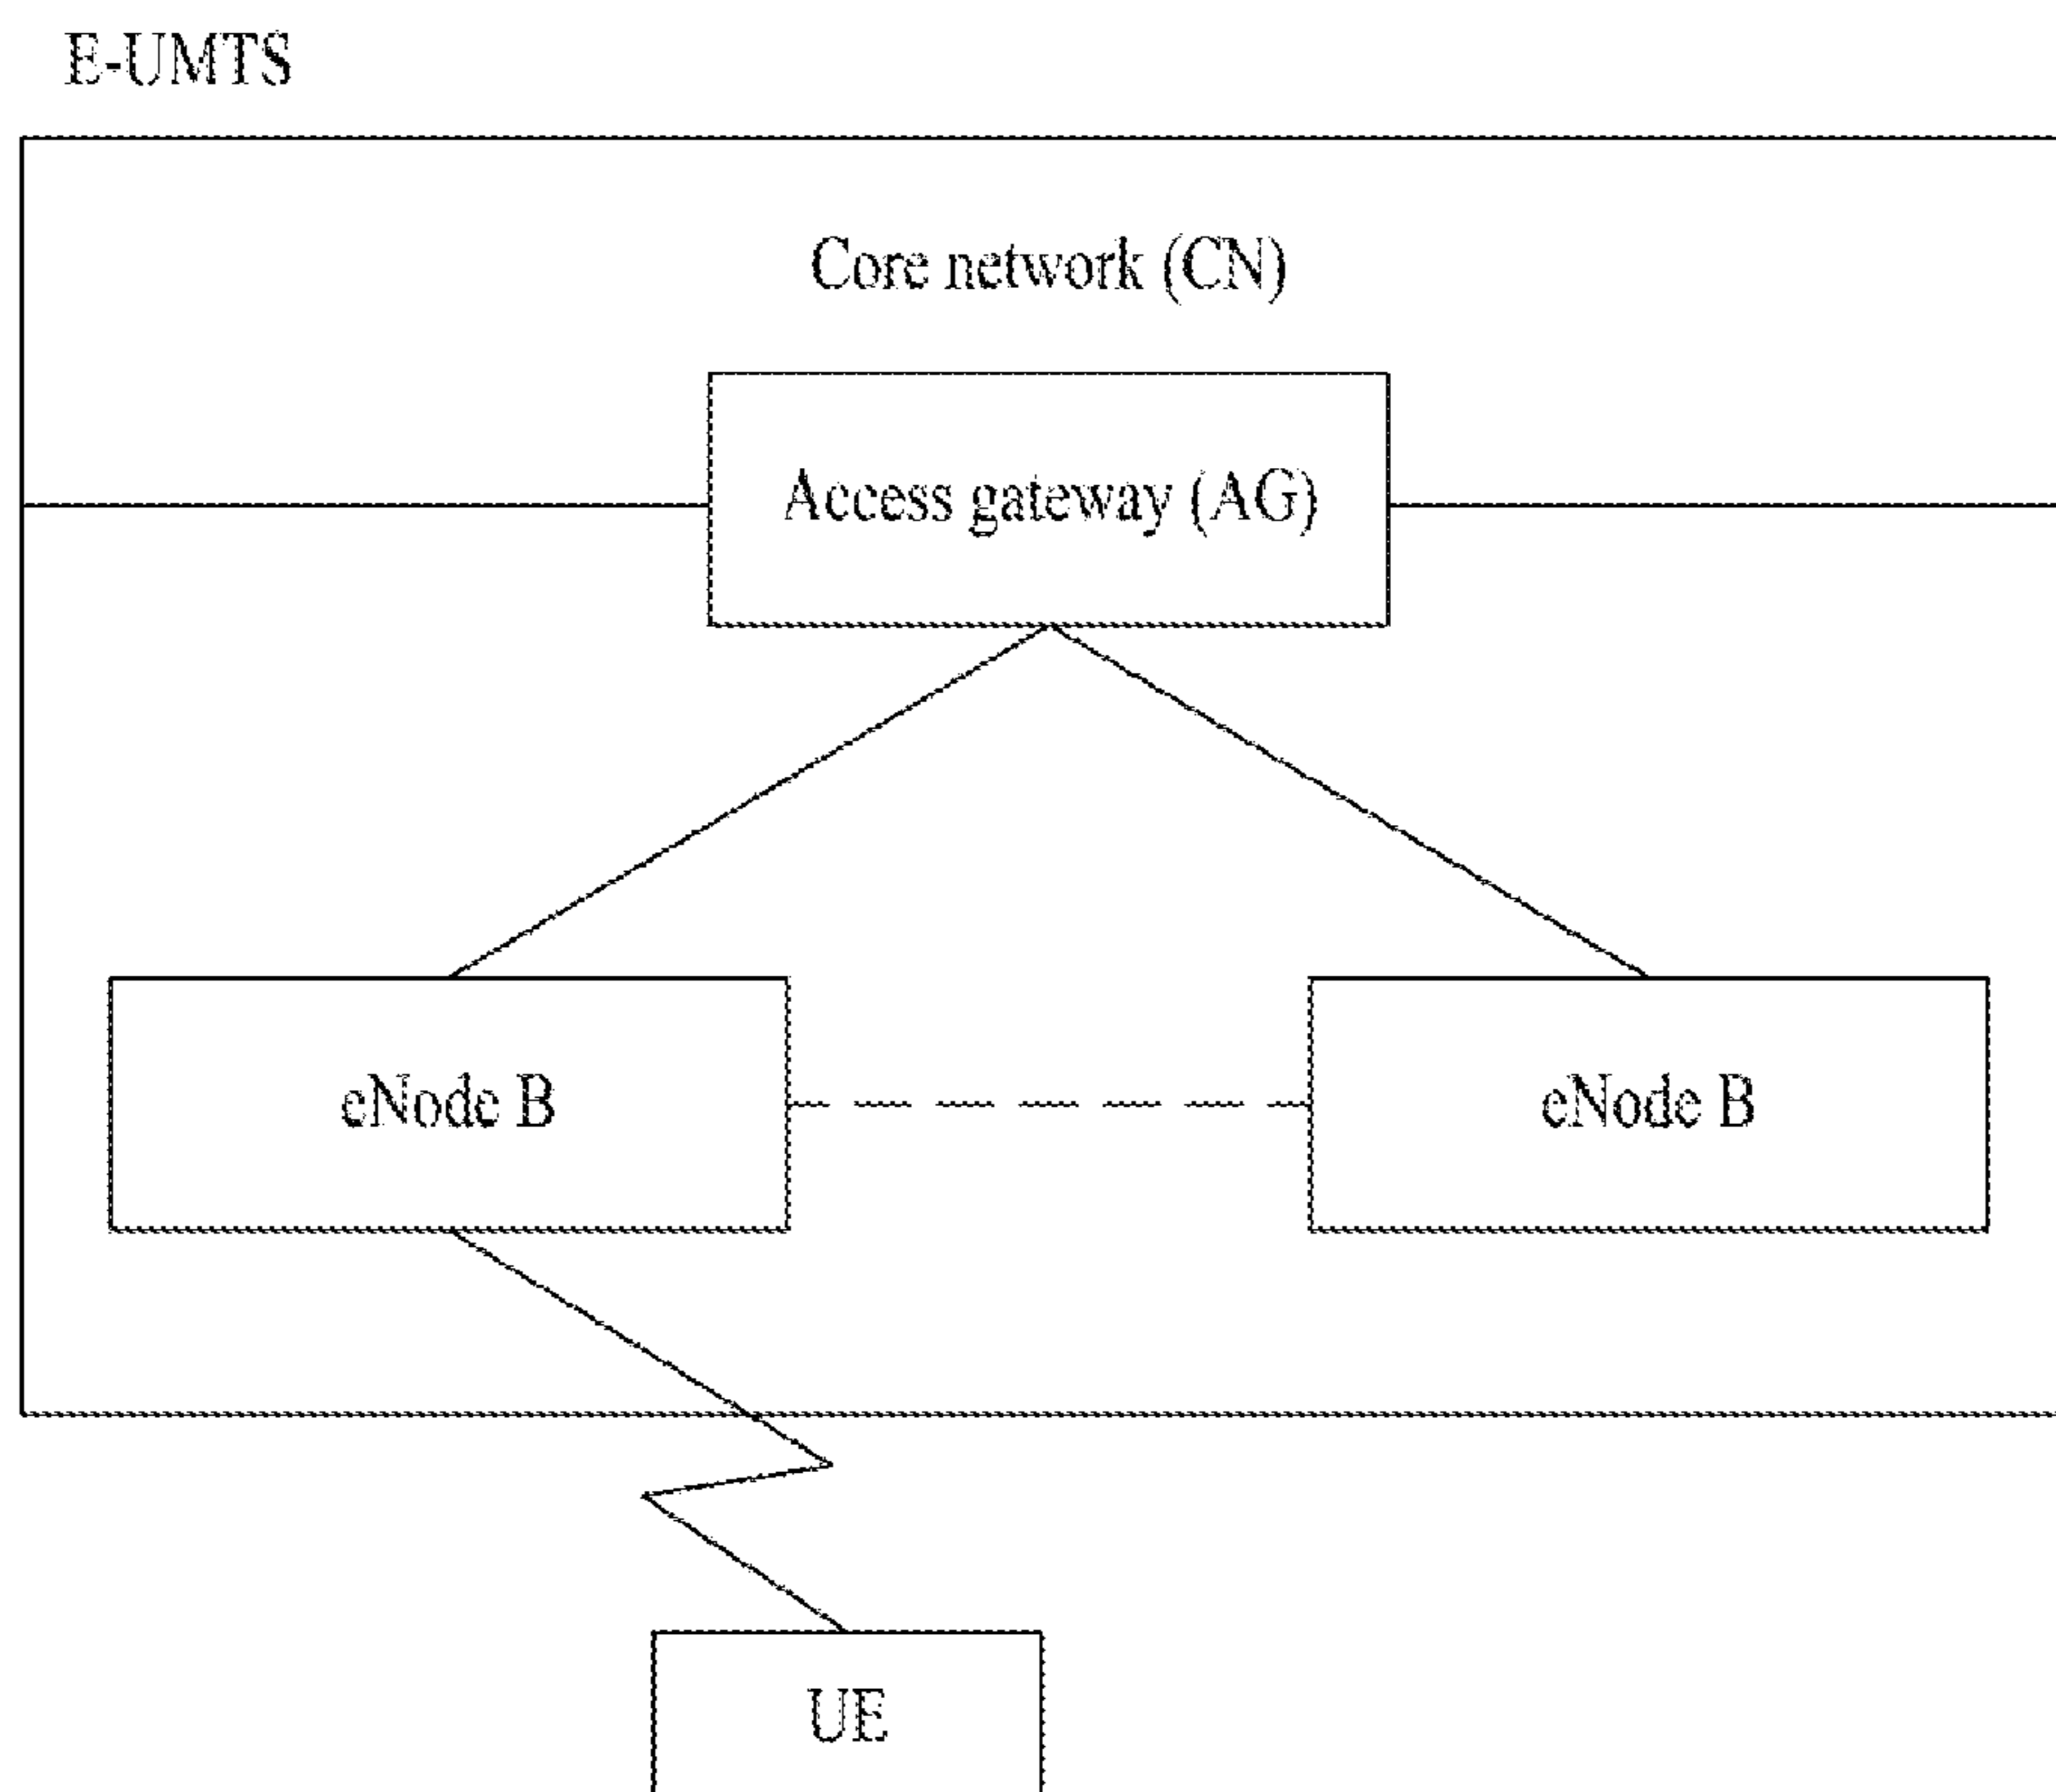 E-UMTS
Core network (CN)
Access gateway (AG)
eNode B
eNode B
UE